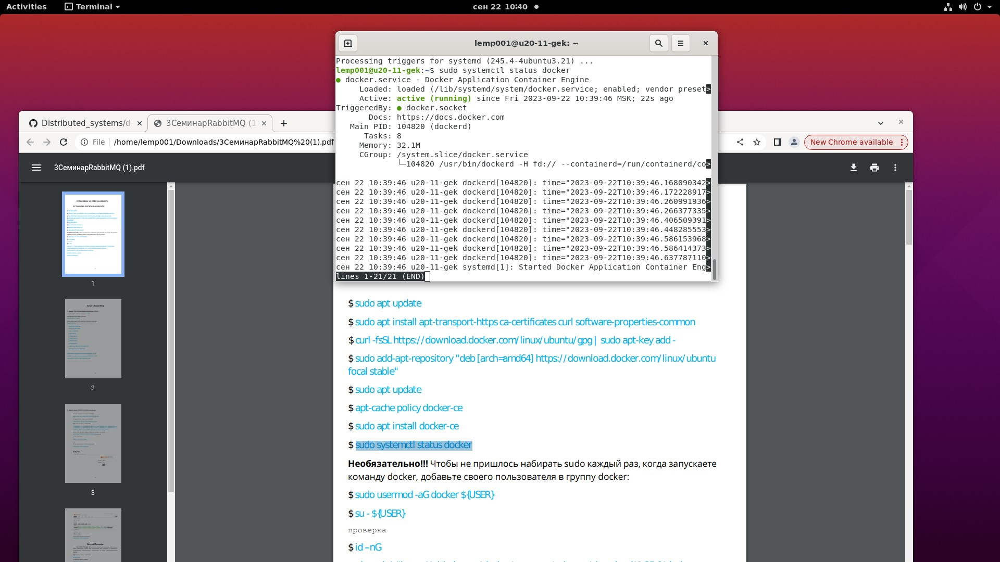 Activities
Terminal
сен 22 10:40
lemp001@u20-11-gek: ~
Processing triggers for systemd (245.4-4ubuntu3.21) ...
lemp001@u20-11-gek:~$ sudo systemctl status docker
● docker.service - Docker Application Container Engine
Loaded: loaded (/lib/systemd/system/docker.service; enabled; vendor preset>
Active: active (running) since Fri 2023-09-22 10:39:46 MSK; 22s ago
TriggeredBy: ● docker.socket
Docs: https://docs.docker.com
Main PID: 104820 (dockerd)
Tasks: 8
Memory: 32.1M
CGroup: /system.slice/docker.service
└─104820 /usr/bin/dockerd -H fd:// --containerd=/run/containerd/co>
сен 22 10:39:46 u20-11-gek dockerd[104820]: time="2023-09-22T10:39:46.168090342>
сен 22 10:39:46 u20-11-gek dockerd[104820]: time="2023-09-22T10:39:46.172228917>
сен 22 10:39:46 u20-11-gek dockerd[104820]: time="2023-09-22T10:39:46.260991936>
сен 22 10:39:46 u20-11-gek dockerd[104820]: time="2023-09-22T10:39:46.266377335>
сен 22 10:39:46 u20-11-gek dockerd[104820]: time="2023-09-22T10:39:46.406509391>
сен 22 10:39:46 u20-11-gek dockerd[104820]: time="2023-09-22T10:39:46.448285553>
сен 22 10:39:46 u20-11-gek dockerd[104820]: time="2023-09-22T10:39:46.586153968>
сен 22 10:39:46 u20-11-gek dockerd[104820]: time="2023-09-22T10:39:46.586414373>
сен 22 10:39:46 u20-11-gek dockerd[104820]: time="2023-09-22T10:39:46.637787110>
сен 22 10:39:46 u20-11-gek systemd[1]: Started Docker Application Container Eng>
lines 1-21/21 (END)
Distributed_systems/d
3СеминарRabbitMQ (1
File
/home/lemp001/Downloads/3СеминарRabbitMQ%20(1).pdf
New Chrome available
3СеминарRabbitMQ (1).pdf
УСТАНОВКА VS CODE НА UBUNTU
УСТАНОВКА DOCKER НА UBUNTU
1
Запуск RabbitMQ
2
3
Запуск Примера
$ sudo apt update
$ sudo apt install apt-transport-https ca-certificates curl software-properties-common
$ curl -fsSL https://download.docker.com/linux/ubuntu/gpg | sudo apt-key add -
$ sudo add-apt-repository "deb [arch=amd64] https://download.docker.com/linux/ubuntu
focal stable"
$ sudo apt update
$ apt-cache policy docker-ce
$ sudo apt install docker-ce
$ sudo systemctl status docker
Необязательно!!! Чтобы не пришлось набирать sudo каждый раз, когда запускаете
команду docker, добавьте своего пользователя в группу docker:
$ sudo usermod -aG docker ${USER}
$ su - ${USER}
проверка
$ id –nG